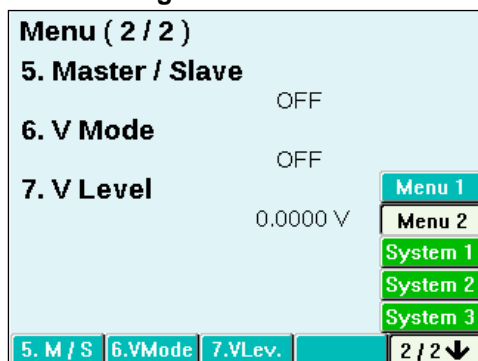 Menu ( 2 / 2 )
5. Master / Slave
OFF
6. V Mode
OFF
7. V Level
0.0000 V
Menu 1
Menu 2
System 1
System 2
System 3
5. M / S 6.VMode 7.VLev. 2 / 2